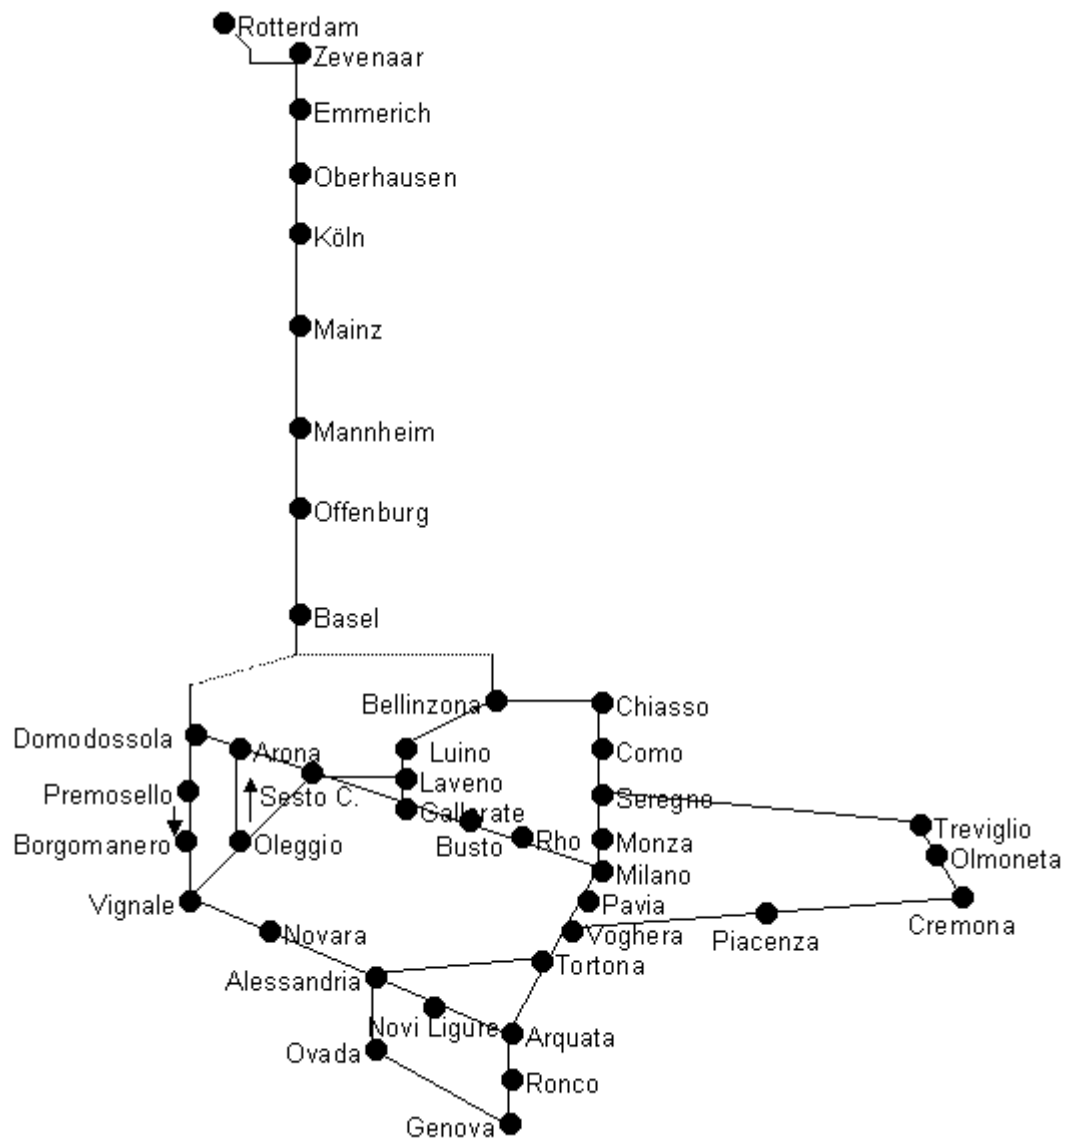 Rotterdam
Zevenaar
Emmerich
Oberhausen
Köln
Mainz
Mannheim
Offenburg
Basel
Bellinzona
Chiasso
Domodossola
Arona
Luino
Como
Premosello
Sesto C.
Laveno
Seregno
Gallerate
Treviglio
Borgomanero
Oleggio
Busto
Rho
Monza
Olmoneta
Milano
Vignale
Pavia
Cremona
Novara
Voghera
Piacenza
Alessandria
Tortona
Novi Ligure
Arquata
Ovada
Ronco
Genova